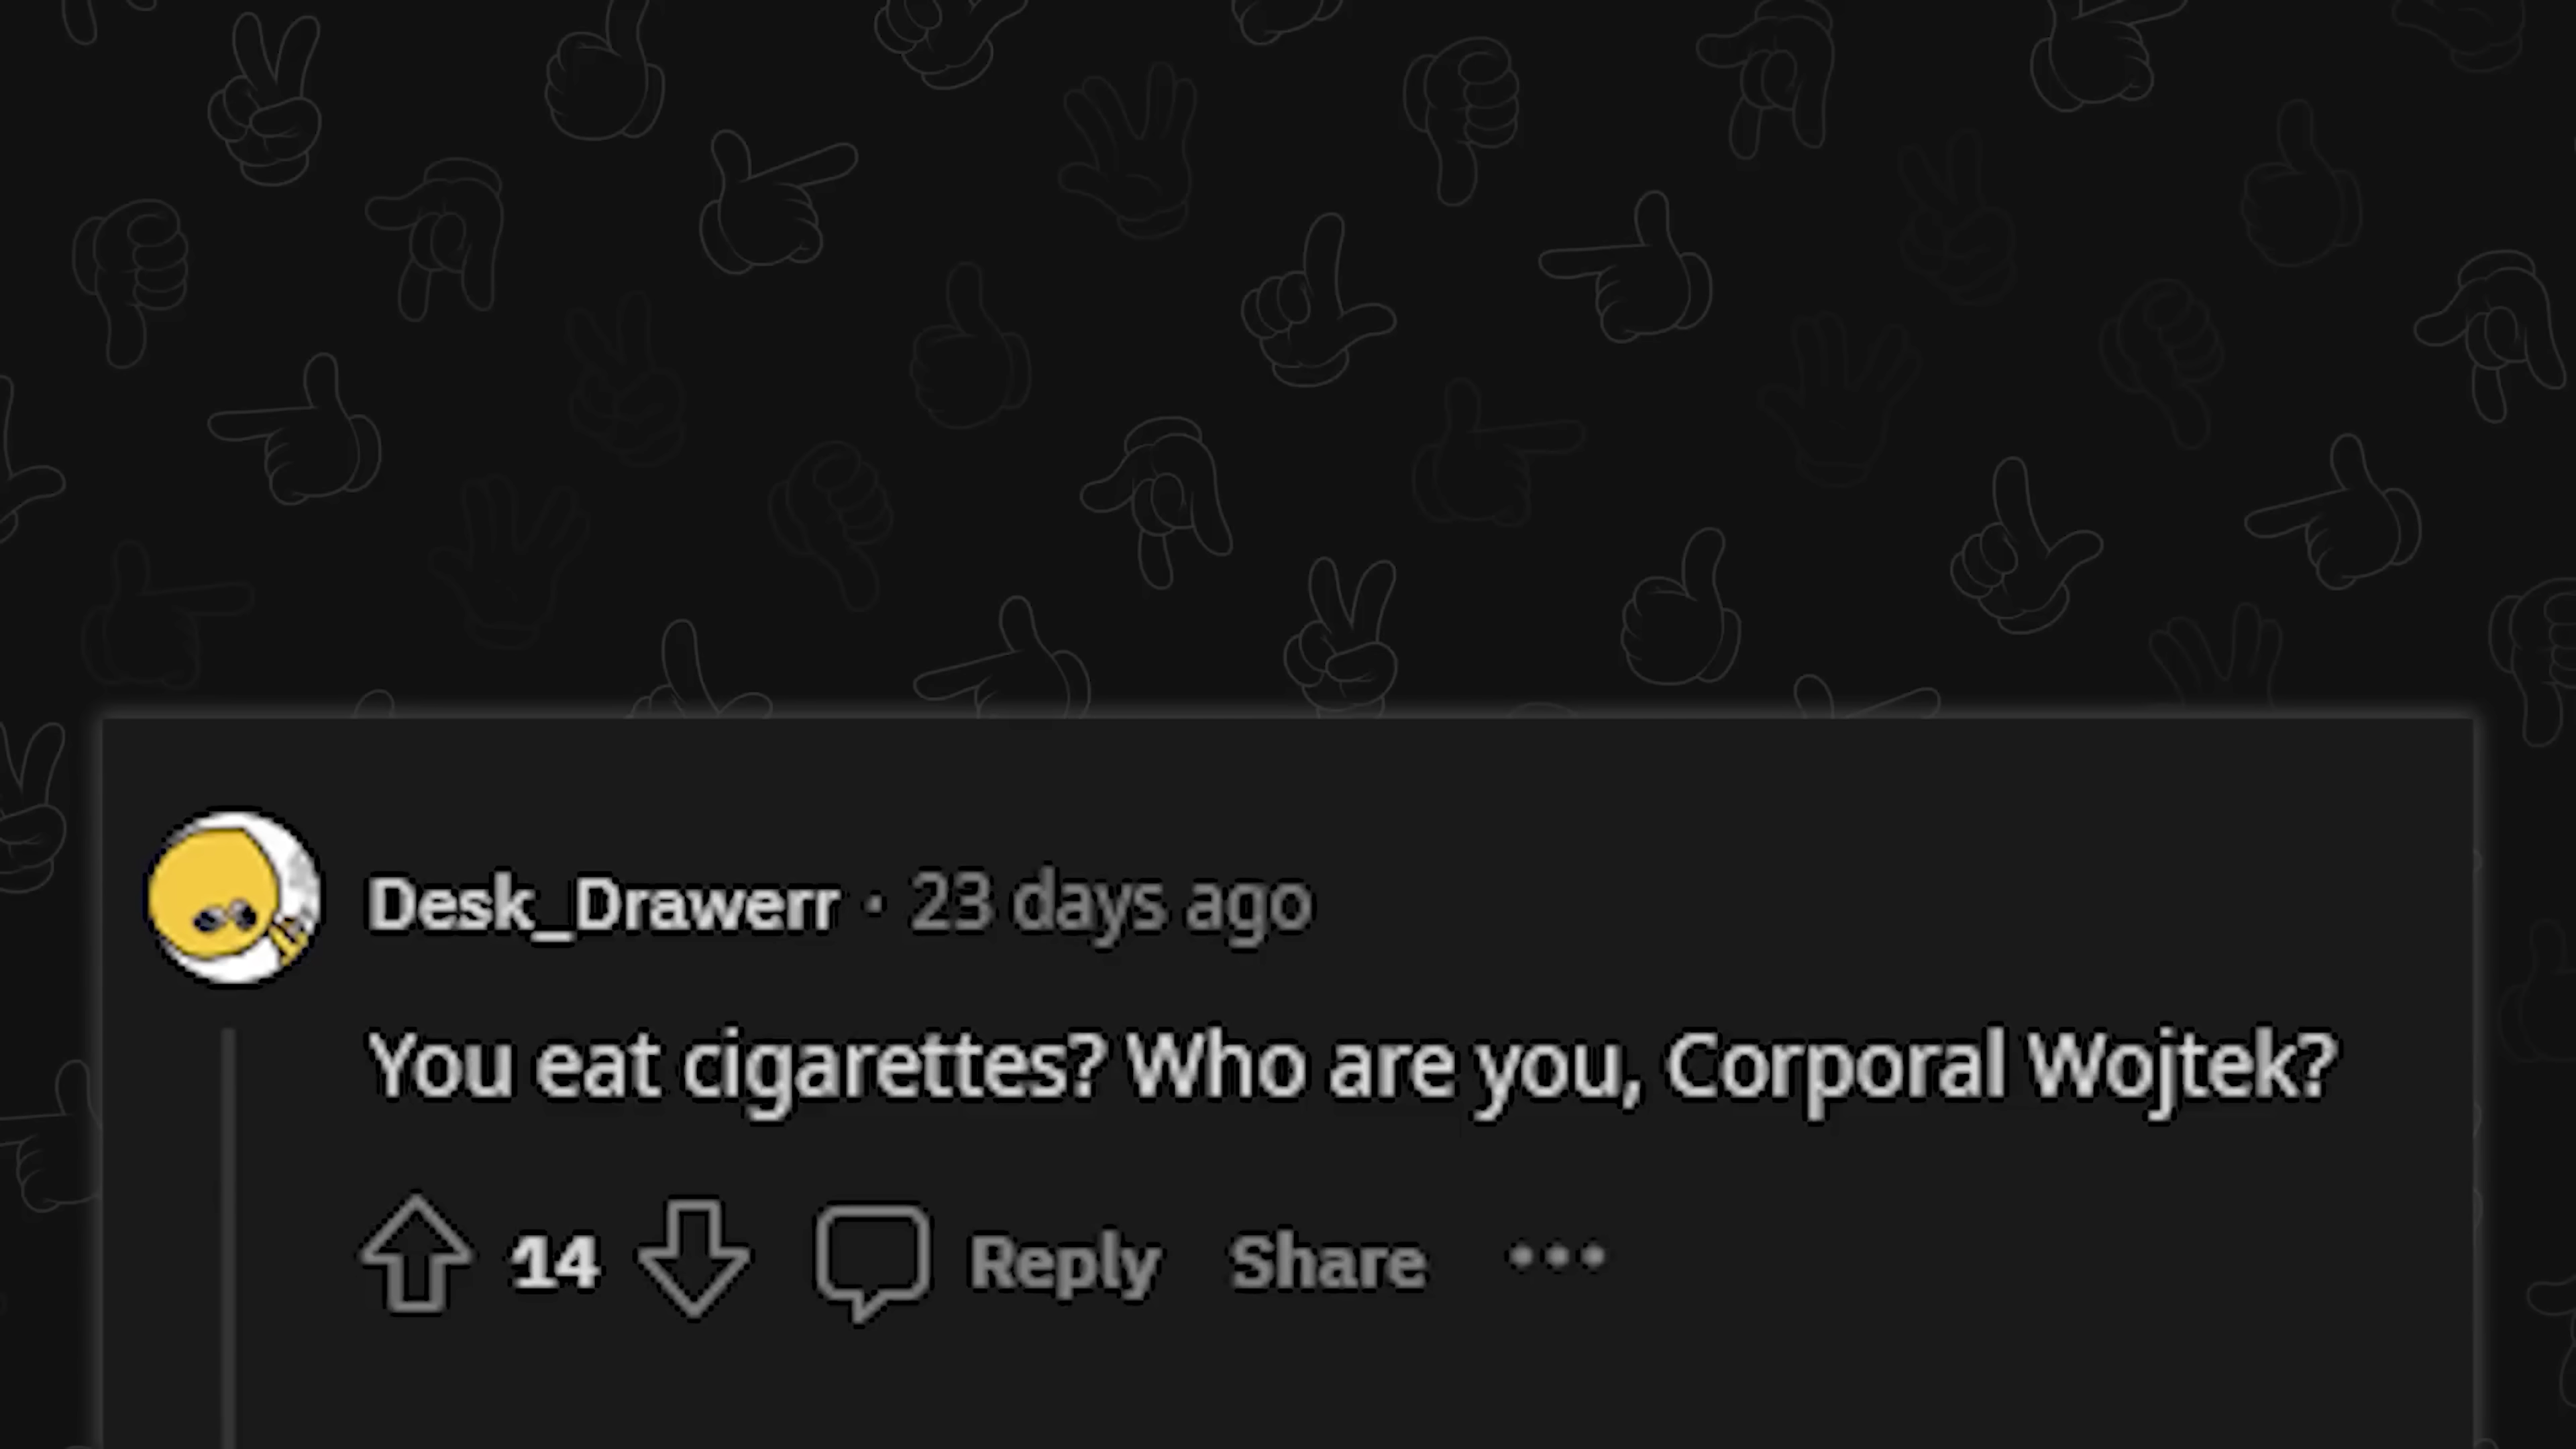 Desk_Drawerr · 23 days ago
You eat cigarettes? Who are you, Corporal Wojtek?
14 Reply Share •••